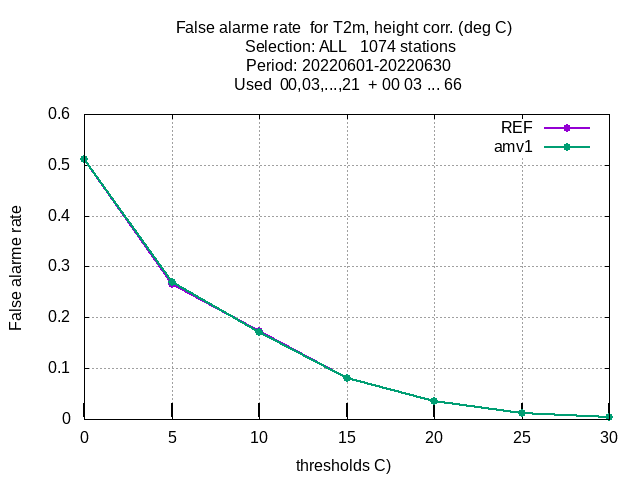 False alarme rate  for T2m, height corr. (deg C)
Selection: ALL   1074 stations
Period: 20220601-20220630
Used  00,03,...,21  + 00 03 ... 66
REF
amv1
0.6
0.5
0.4
0.3
0.2
0.1
0
False alarme rate
0 5 10 15 20 25 30
thresholds C)